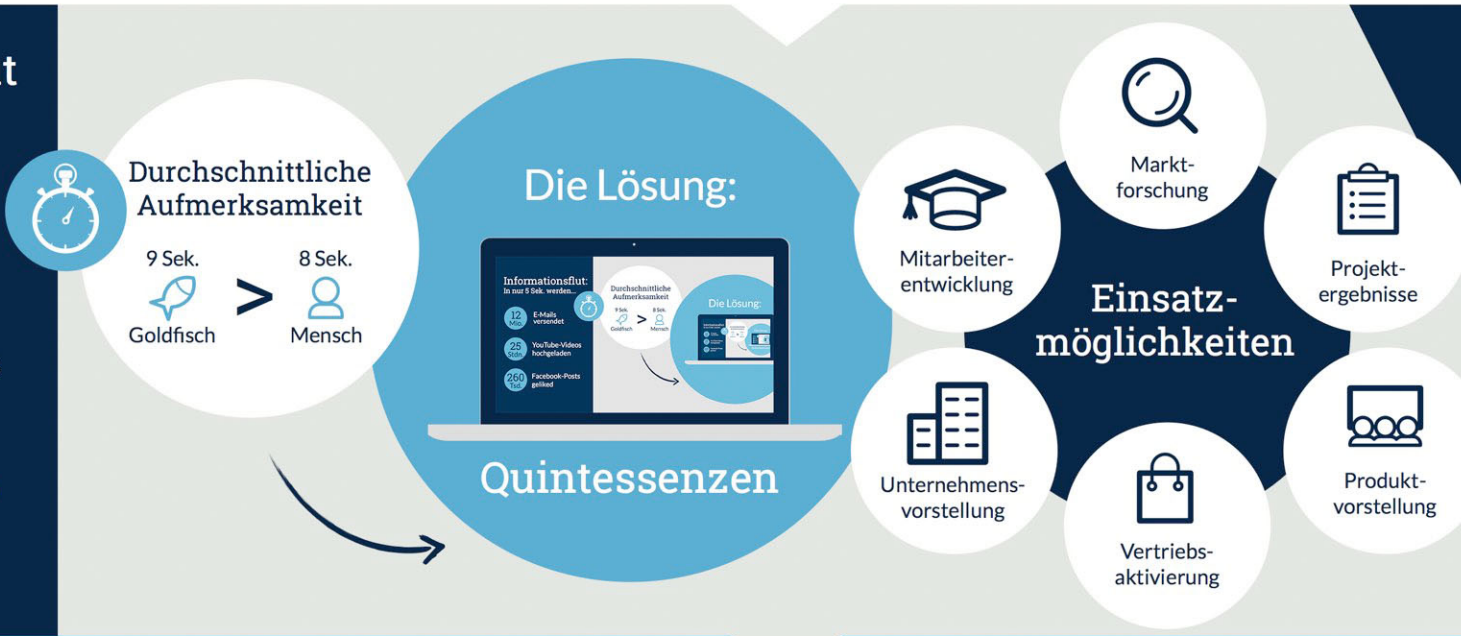 t
Durchschnittliche
Aufmerksamkeit
9 Sek.
8 Sek.
>
Goldfisch
Mensch
Die Lösung:
Informationsflut:
In nur 5 Sek. werden...
12
Mio.
E-Mails
versendet
25
Stdn.
YouTube-Videos
hochgeladen
260
Tsd.
Facebook-Posts
geliked
Durchschnittliche
Aufmerksamkeit
9 Sek.
8 Sek.
>
Goldfisch
Mensch
Die Lösung:
Quintessenzen
Einsatz-
möglichkeiten
Markt-
forschung
Projekt-
ergebnisse
Produkt-
vorstellung
Vertriebs-
aktivierung
Unternehmens-
vorstellung
Mitarbeiter-
entwicklung